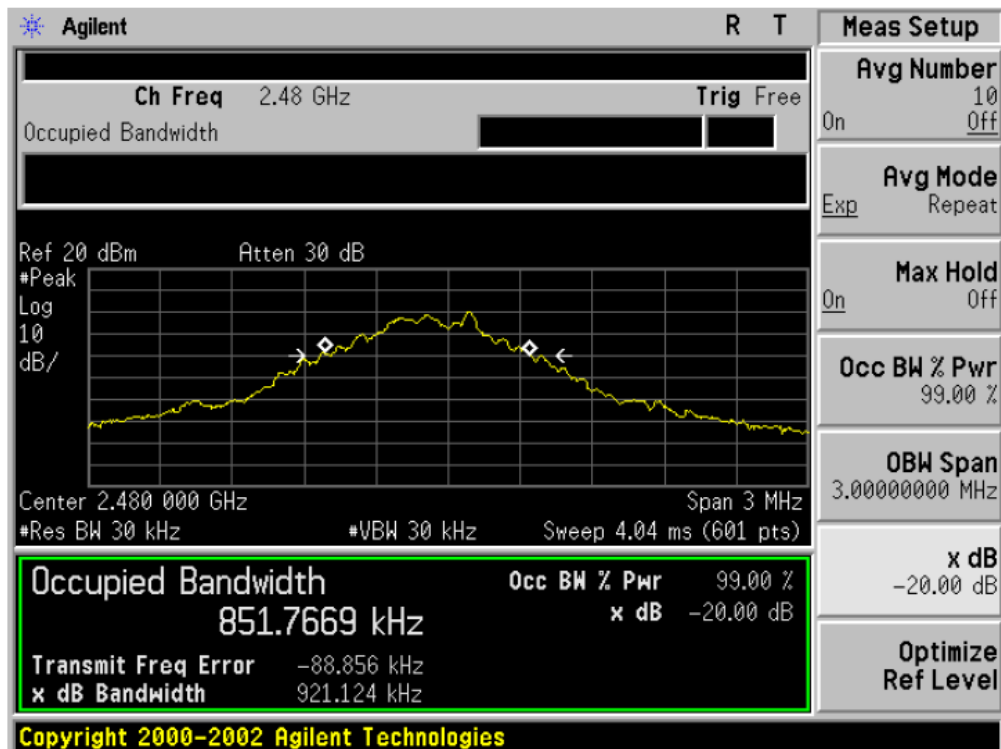 Agilent R T
Ch Freq 2.48 GHz Trig Free
Occupied Bandwidth
Ref 20 dBm Atten 30 dB
#Peak
Log
10
dB/
Center 2.480 000 GHz Span 3 MHz
#Res BW 30 kHz #VBW 30 kHz Sweep 4.04 ms (601 pts)
Occupied Bandwidth Occ BW % Pwr 99.00 %
851.7669 kHz x dB -20.00 dB
Transmit Freq Error -88.856 kHz
x dB Bandwidth 921.124 kHz
Copyright 2000-2002 Agilent Technologies
Meas Setup
Avg Number
10
On Off
Avg Mode
Exp Repeat
Max Hold
On Off
Occ BW % Pwr
99.00 %
OBW Span
3.00000000 MHz
x dB
-20.00 dB
Optimize
Ref Level